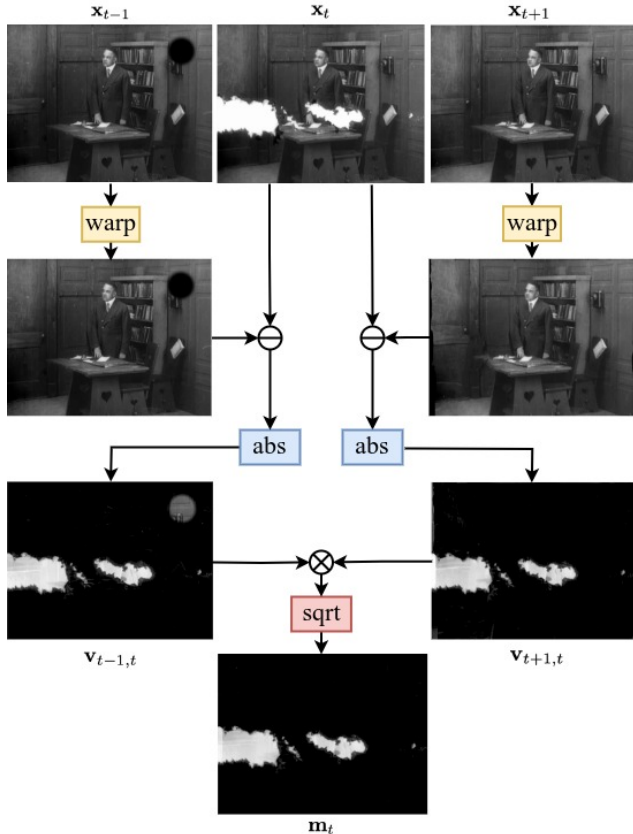 x_{t−1} x_t x_{t+1}
warp warp
abs abs
sqrt
v_{t−1,t} v_{t+1,t}
m_t